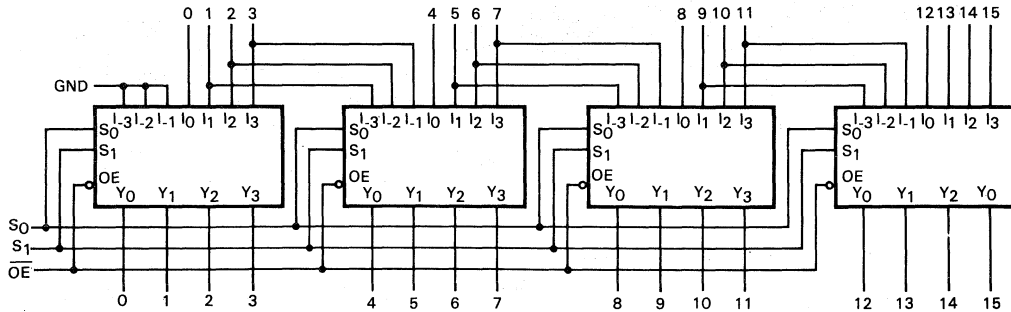 0 1 2 3 4 5 6 7 8 9 10 11 12 13 14 15
GND
I-3 I-2 I-1 I0 I1 I2 I3 I-3 I-2 I-1 I0 I1 I2 I3 I-3 I-2 I-1 I0 I1 I2 I3 I-3 I-2 I-1 I0 I1 I2 I3
S0 S0 S0 S0
S1 S1 S1 S1
OE OE OE OE
Y0 Y1 Y2 Y3 Y0 Y1 Y2 Y3 Y0 Y1 Y2 Y3 Y0 Y1 Y2 Y0
S0
S1
OE
0 1 2 3 4 5 6 7 8 9 10 11 12 13 14 15